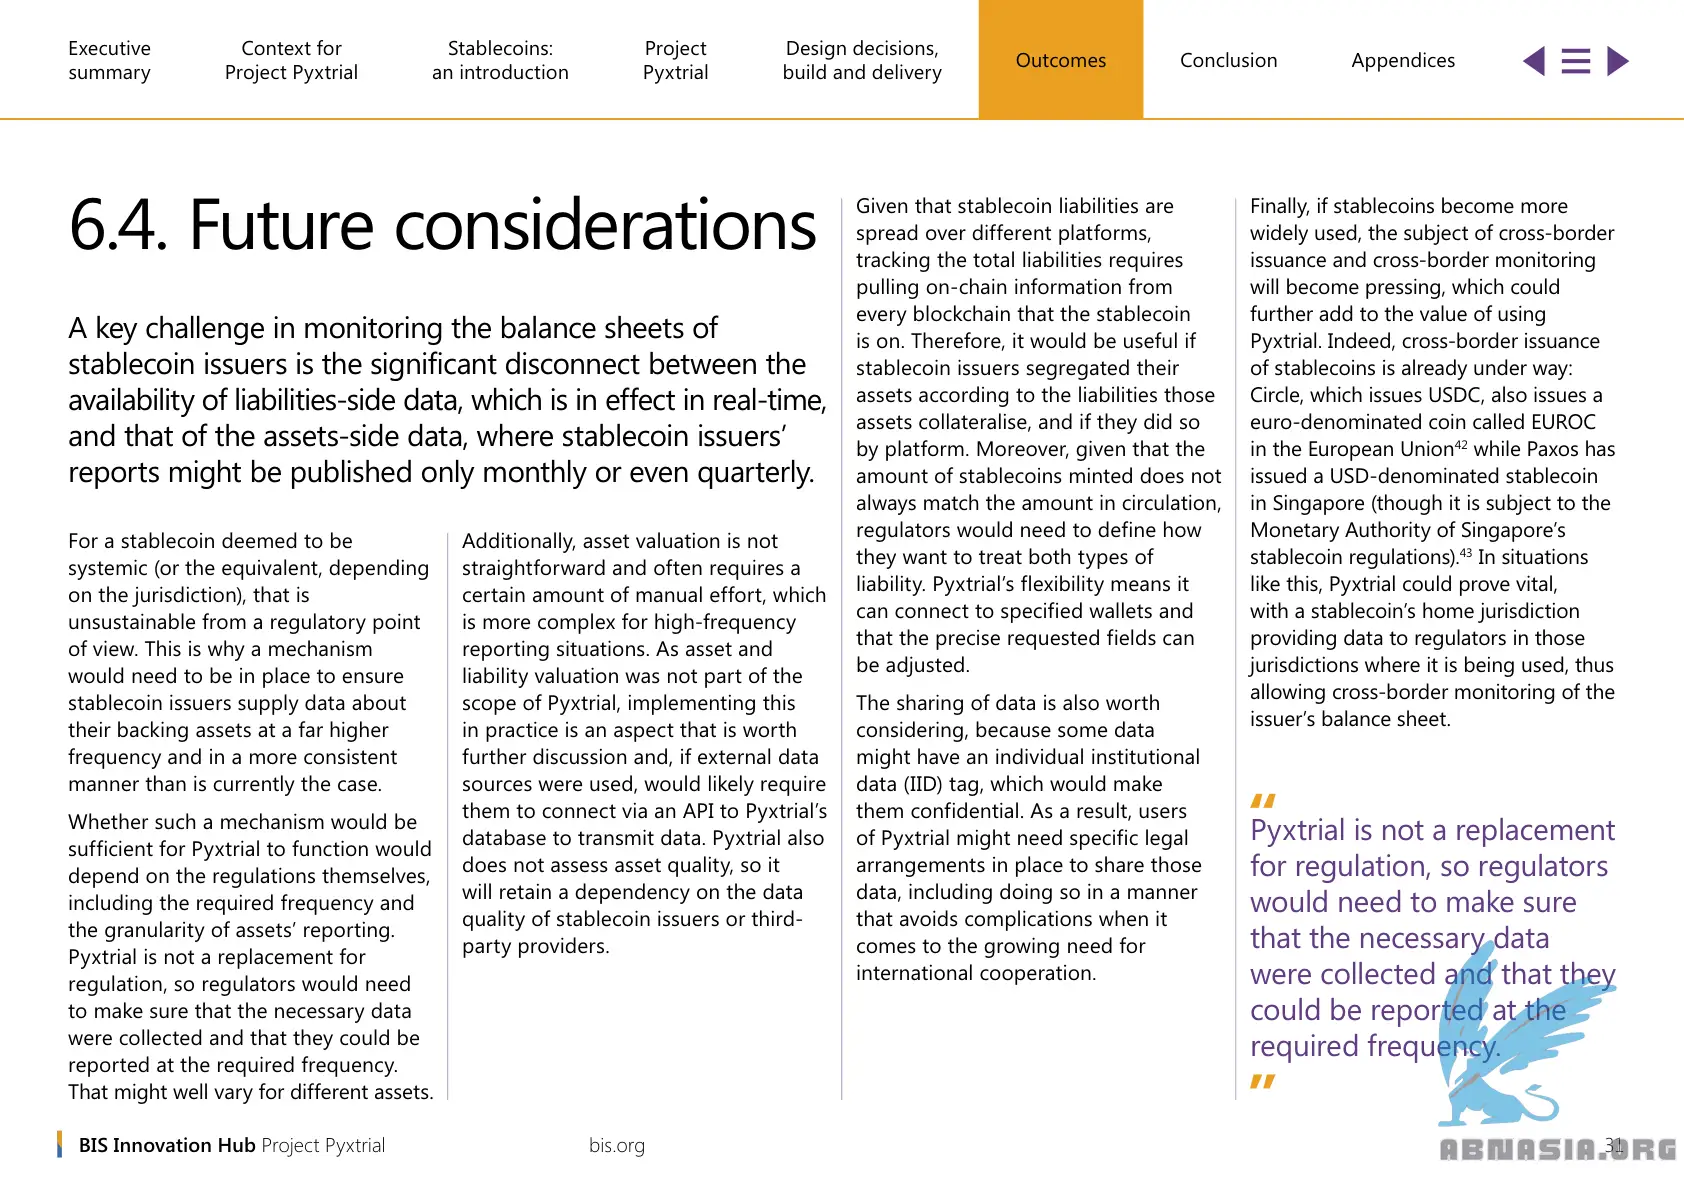 Executive
summary
Context for
Project Pyxtrial
Stablecoins:
an introduction
Project
Pyxtrial
Design decisions,
build and delivery
Outcomes
Conclusion
Appendices
6.4. Future considerations
A key challenge in monitoring the balance sheets of
stablecoin issuers is the significant disconnect between the
availability of liabilities-side data, which is in effect in real-time,
and that of the assets-side data, where stablecoin issuers’
reports might be published only monthly or even quarterly.
For a stablecoin deemed to be
systemic (or the equivalent, depending
on the jurisdiction), that is
unsustainable from a regulatory point
of view. This is why a mechanism
would need to be in place to ensure
stablecoin issuers supply data about
their backing assets at a far higher
frequency and in a more consistent
manner than is currently the case.
Whether such a mechanism would be
sufficient for Pyxtrial to function would
depend on the regulations themselves,
including the required frequency and
the granularity of assets’ reporting.
Pyxtrial is not a replacement for
regulation, so regulators would need
to make sure that the necessary data
were collected and that they could be
reported at the required frequency.
That might well vary for different assets.
Additionally, asset valuation is not
straightforward and often requires a
certain amount of manual effort, which
is more complex for high-frequency
reporting situations. As asset and
liability valuation was not part of the
scope of Pyxtrial, implementing this
in practice is an aspect that is worth
further discussion and, if external data
sources were used, would likely require
them to connect via an API to Pyxtrial’s
database to transmit data. Pyxtrial also
does not assess asset quality, so it
will retain a dependency on the data
quality of stablecoin issuers or third-
party providers.
Given that stablecoin liabilities are
spread over different platforms,
tracking the total liabilities requires
pulling on-chain information from
every blockchain that the stablecoin
is on. Therefore, it would be useful if
stablecoin issuers segregated their
assets according to the liabilities those
assets collateralise, and if they did so
by platform. Moreover, given that the
amount of stablecoins minted does not
always match the amount in circulation,
regulators would need to define how
they want to treat both types of
liability. Pyxtrial’s flexibility means it
can connect to specified wallets and
that the precise requested fields can
be adjusted.
The sharing of data is also worth
considering, because some data
might have an individual institutional
data (IID) tag, which would make
them confidential. As a result, users
of Pyxtrial might need specific legal
arrangements in place to share those
data, including doing so in a manner
that avoids complications when it
comes to the growing need for
international cooperation.
Finally, if stablecoins become more
widely used, the subject of cross-border
issuance and cross-border monitoring
will become pressing, which could
further add to the value of using
Pyxtrial. Indeed, cross-border issuance
of stablecoins is already under way:
Circle, which issues USDC, also issues a
euro-denominated coin called EUROC
in the European Union42 while Paxos has
issued a USD-denominated stablecoin
in Singapore (though it is subject to the
Monetary Authority of Singapore’s
stablecoin regulations).43 In situations
like this, Pyxtrial could prove vital,
with a stablecoin’s home jurisdiction
providing data to regulators in those
jurisdictions where it is being used, thus
allowing cross-border monitoring of the
issuer’s balance sheet.
“
Pyxtrial is not a replacement
for regulation, so regulators
would need to make sure
that the necessary data
were collected and that they
could be reported at the
required frequency.
”
BIS Innovation Hub Project Pyxtrial
bis.org
31
ABNASIA.ORG